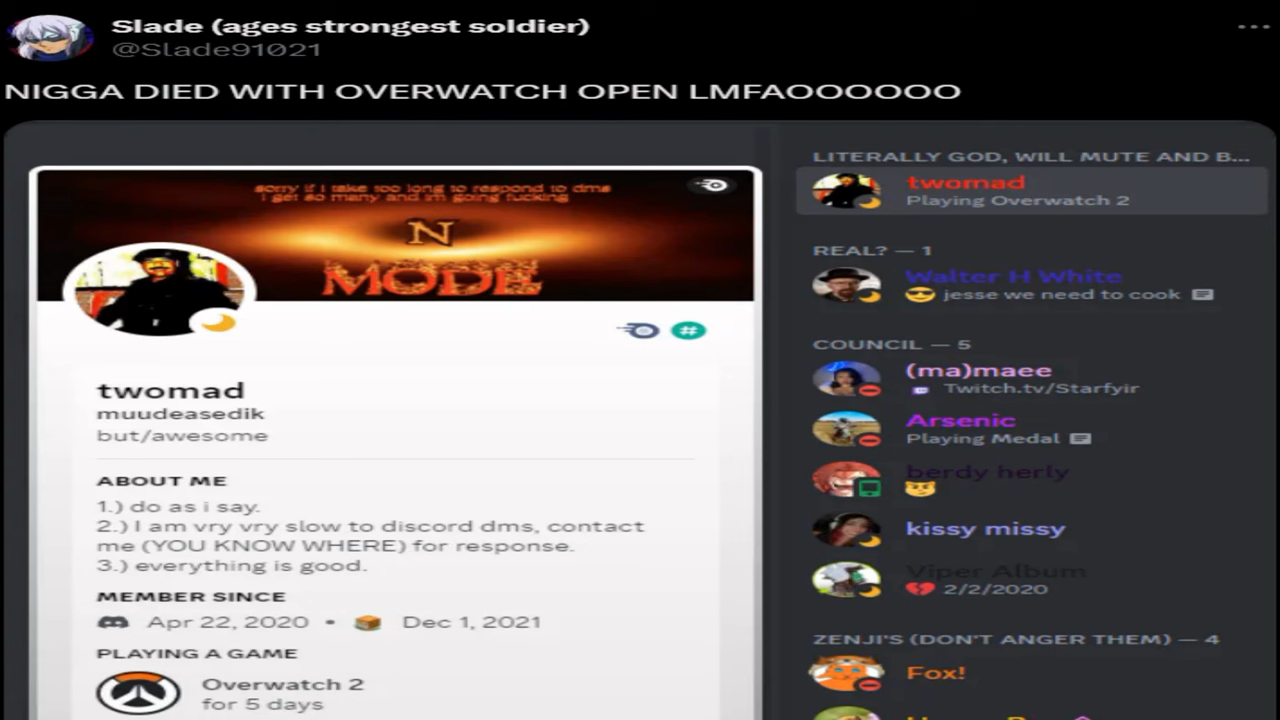 Slade (ages strongest soldier)
@Slade91021
NIGGA DIED WITH OVERWATCH OPEN LMFAOOOOOO
sorry if i take too long to respond to dms
i get so many and im going fucking
N
MODE
twomad
muudeasedik
but/awesome
ABOUT ME
1.) do as i say.
2.) I am vry vry slow to discord dms, contact
me (YOU KNOW WHERE) for response.
3.) everything is good.
MEMBER SINCE
Apr 22, 2020 • Dec 1, 2021
PLAYING A GAME
Overwatch 2
for 5 days
LITERALLY GOD, WILL MUTE AND B...
twomad
Playing Overwatch 2
REAL? — 1
Walter H White
jesse we need to cook
COUNCIL — 5
(ma)maee
Twitch.tv/Starfyir
Arsenic
Playing Medal
berdy herly
kissy missy
Viper Album
2/2/2020
ZENJI'S (DON'T ANGER THEM) — 4
Fox!